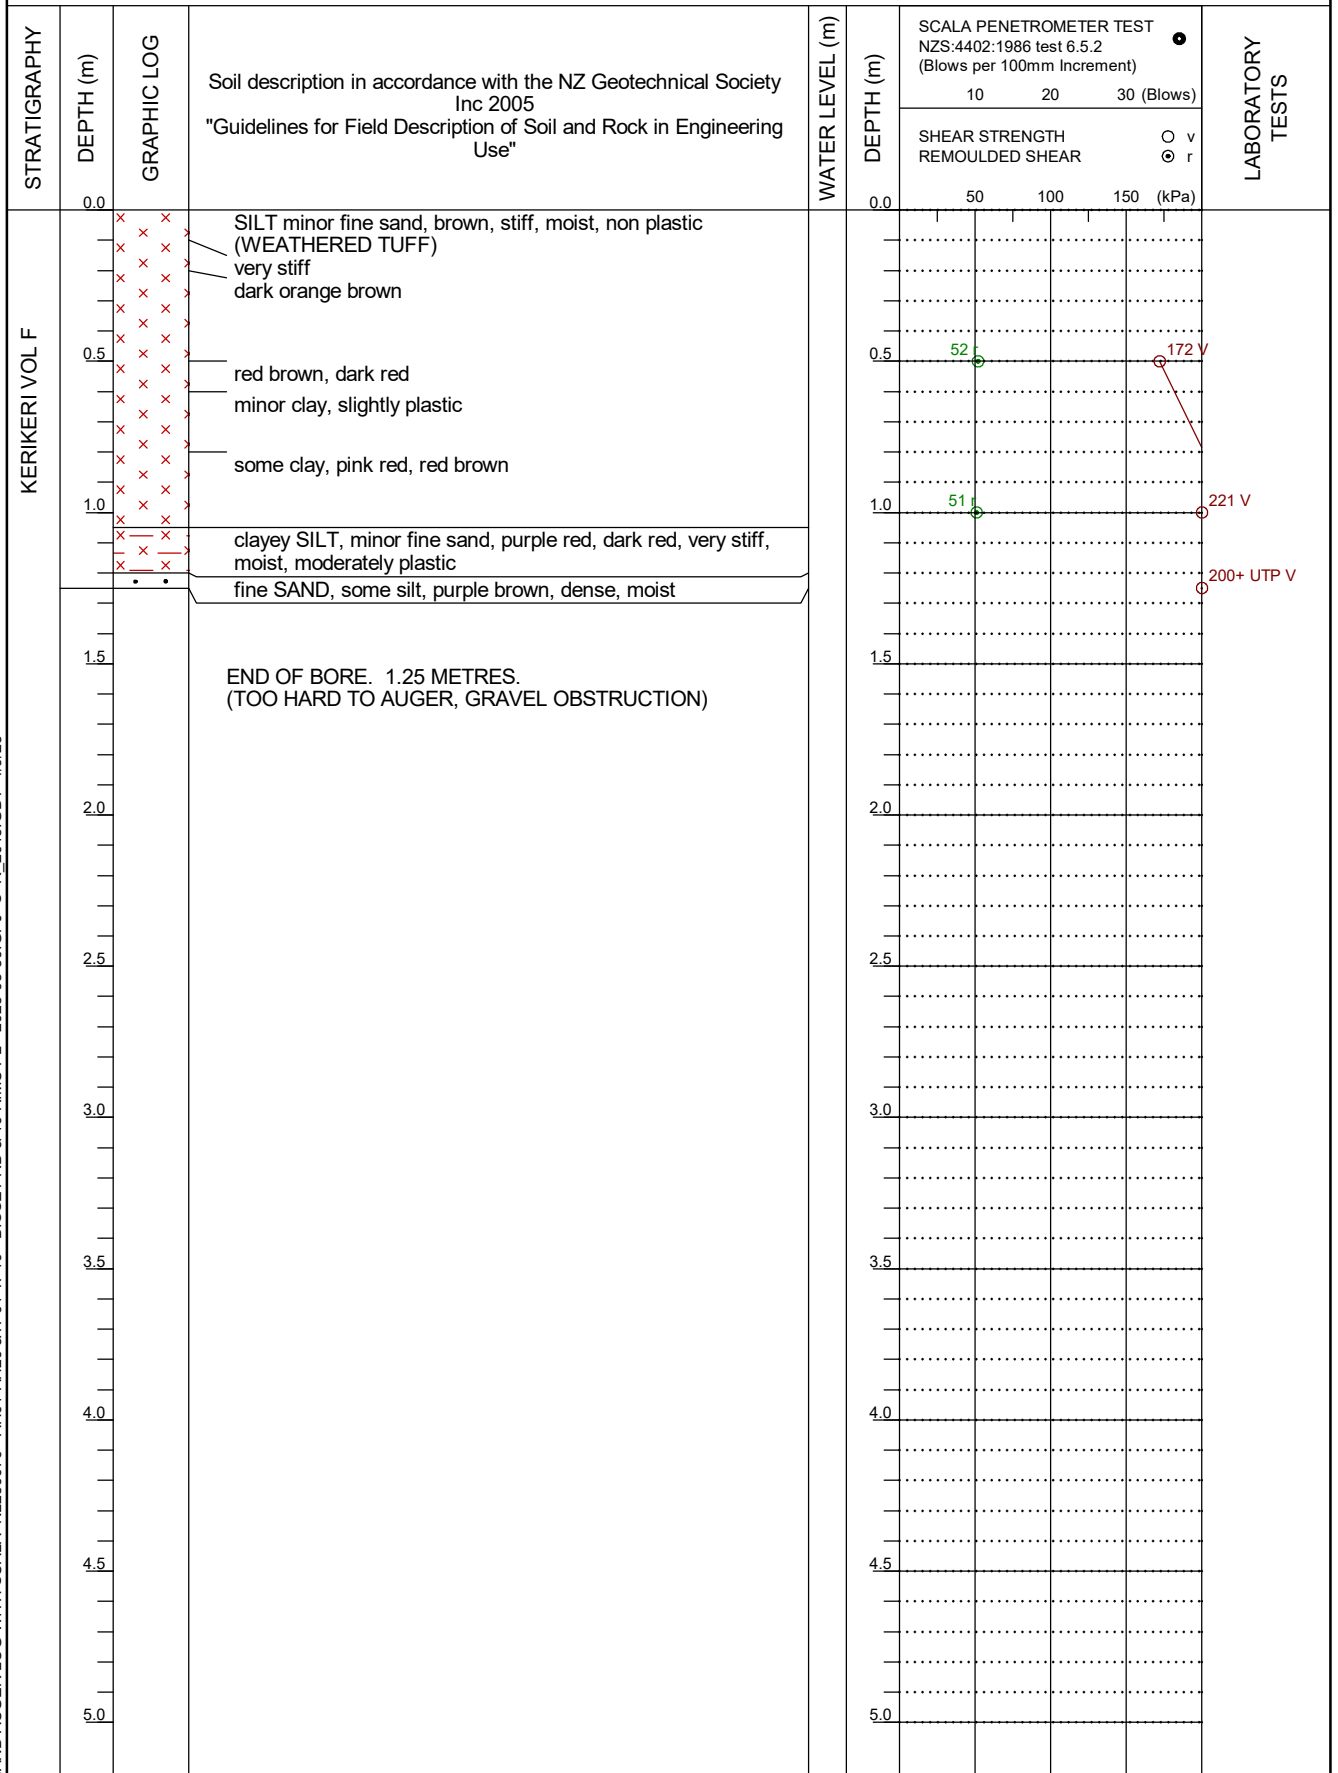 STRATIGRAPHY
DEPTH (m)
GRAPHIC LOG
Soil description in accordance with the NZ Geotechnical Society
Inc 2005
"Guidelines for Field Description of Soil and Rock in Engineering
Use"
WATER LEVEL (m)
DEPTH (m)
SCALA PENETROMETER TEST
NZS:4402:1986 test 6.5.2
(Blows per 100mm Increment)
10 20 30 (Blows)
SHEAR STRENGTH v
REMOULDED SHEAR r
50 100 150 (kPa)
LABORATORY
TESTS
0.0 0.0
KERIKERI VOL F
SILT minor fine sand, brown, stiff, moist, non plastic
(WEATHERED TUFF)
very stiff
dark orange brown
0.5 0.5
52 r 172 V
red brown, dark red
minor clay, slightly plastic
some clay, pink red, red brown
1.0 1.0
51 r 221 V
clayey SILT, minor fine sand, purple red, dark red, very stiff,
moist, moderately plastic
200+ UTP V
fine SAND, some silt, purple brown, dense, moist
1.5 1.5
END OF BORE. 1.25 METRES.
(TOO HARD TO AUGER, GRAVEL OBSTRUCTION)
2.0 2.0
2.5 2.5
3.0 3.0
3.5 3.5
4.0 4.0
4.5 4.5
5.0 5.0